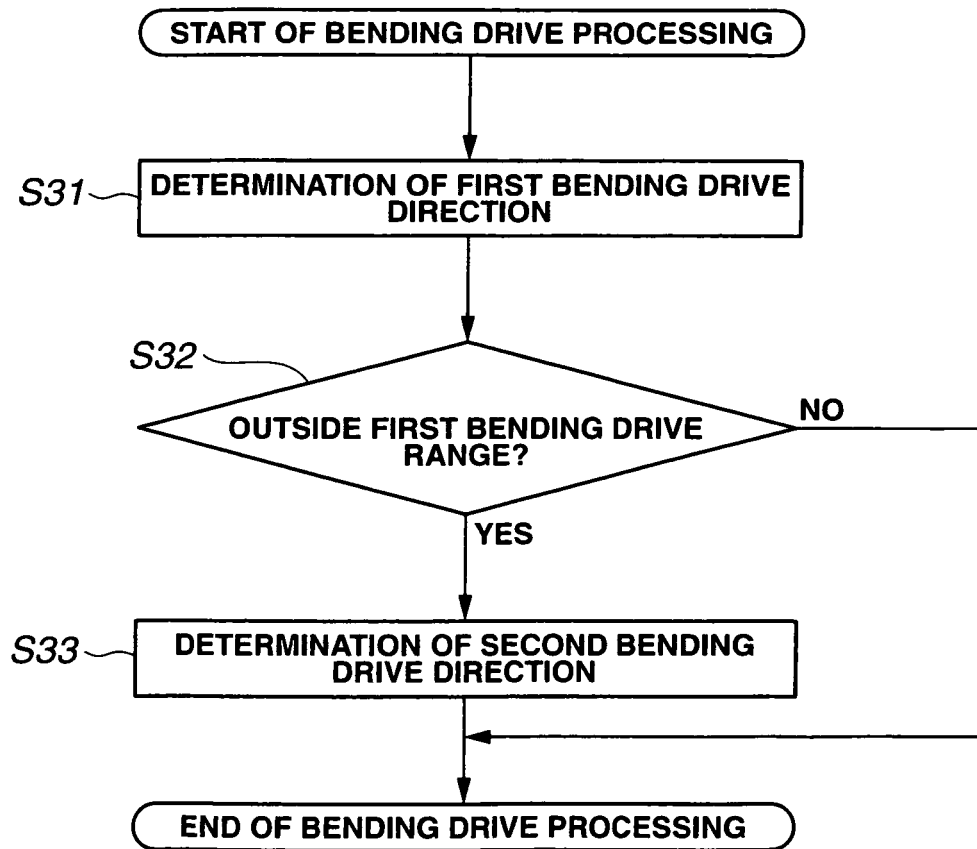 START OF BENDING DRIVE PROCESSING
S31
DETERMINATION OF FIRST BENDING DRIVE
DIRECTION
S32
OUTSIDE FIRST BENDING DRIVE
RANGE?
NO
YES
S33
DETERMINATION OF SECOND BENDING
DRIVE DIRECTION
END OF BENDING DRIVE PROCESSING